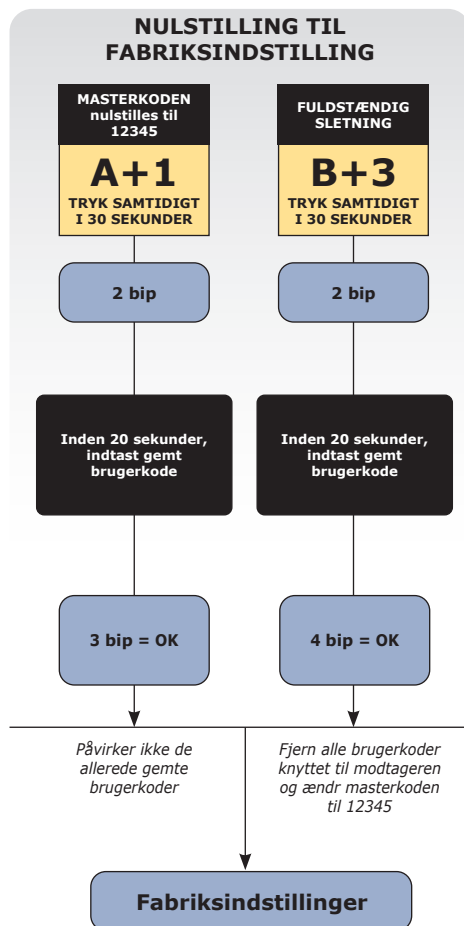 NULSTILLING TIL
FABRIKSINDSTILLING
MASTERKODEN
nulstilles til
12345
A+1
TRYK SAMTIDIGT
I 30 SEKUNDER
2 bip
Inden 20 sekunder,
indtast gemt
brugerkode
3 bip = OK
Påvirker ikke de
allerede gemte
brugerkoder
FULDSTÆNDIG
SLETNING
B+3
TRYK SAMTIDIGT
I 30 SEKUNDER
2 bip
Inden 20 sekunder,
indtast gemt
brugerkode
4 bip = OK
Fjern alle brugerkoder
knyttet til modtageren
og ændr masterkoden
til 12345
Fabriksindstillinger